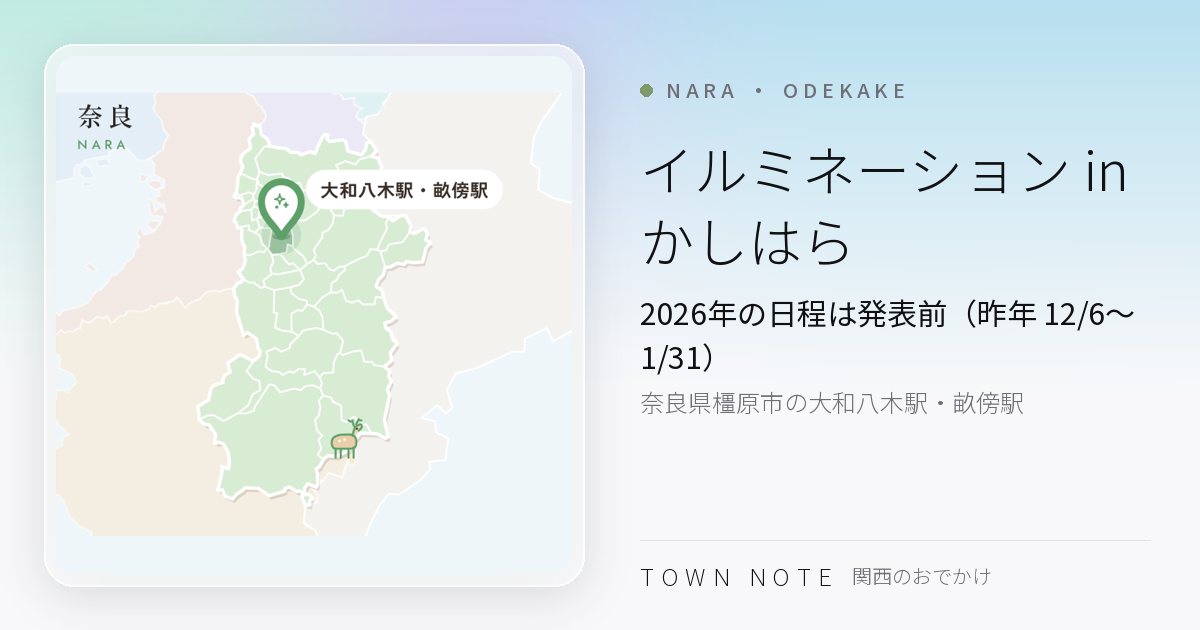 奈良
NARA
大和八木駅・畝傍駅
NARA • ODEKAKE
イルミネーション in
かしはら
2026年の日程は発表前（昨年 12/6〜
1/31）
奈良県橿原市の大和八木駅・畝傍駅
TOWN NOTE 関西のおでかけ